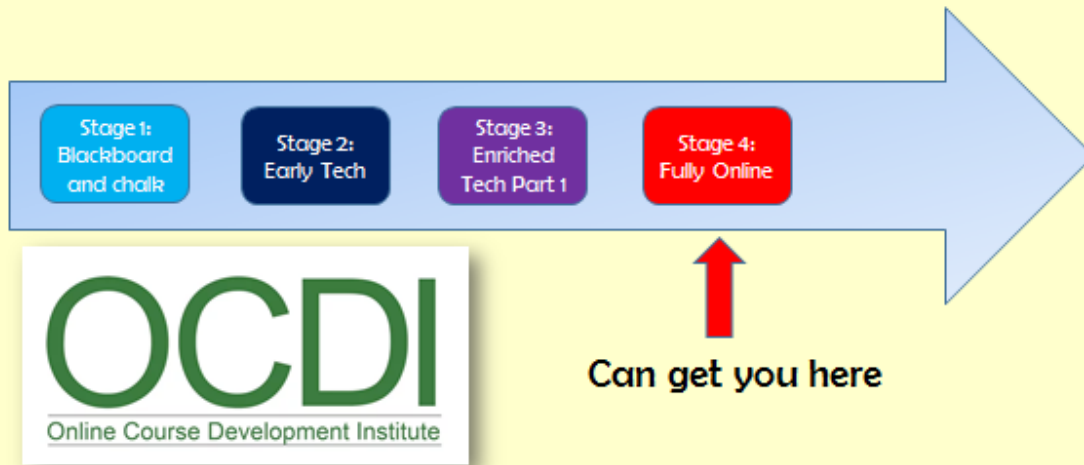 Stage 1:
Blackboard
and chalk
Stage 2:
Early Tech
Stage 3:
Enriched
Tech Part 1
Stage 4:
Fully Online
OCDI
Online Course Development Institute
Can get you here